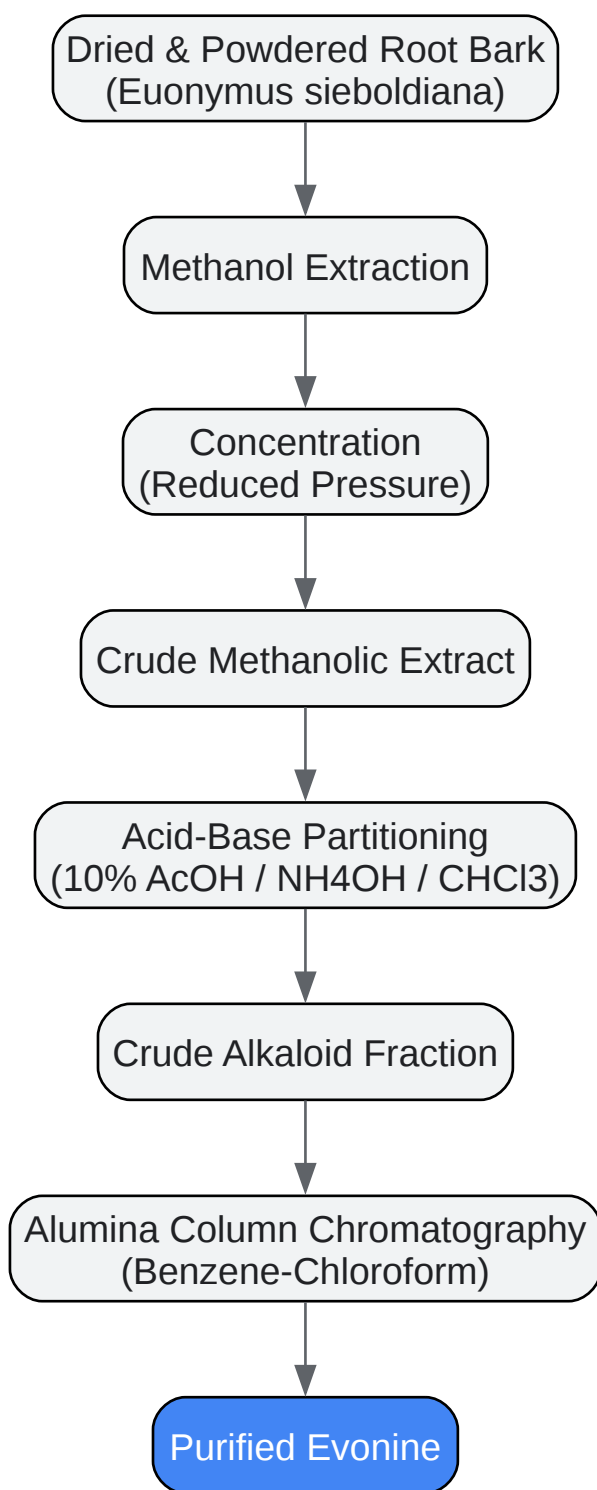 Dried & Powdered Root Bark
(Euonymus sieboldiana)
Methanol Extraction
Concentration
(Reduced Pressure)
Crude Methanolic Extract
Acid-Base Partitioning
(10% AcOH / NH4OH / CHCl3)
Crude Alkaloid Fraction
Alumina Column Chromatography
(Benzene-Chloroform)
Purified Evonine